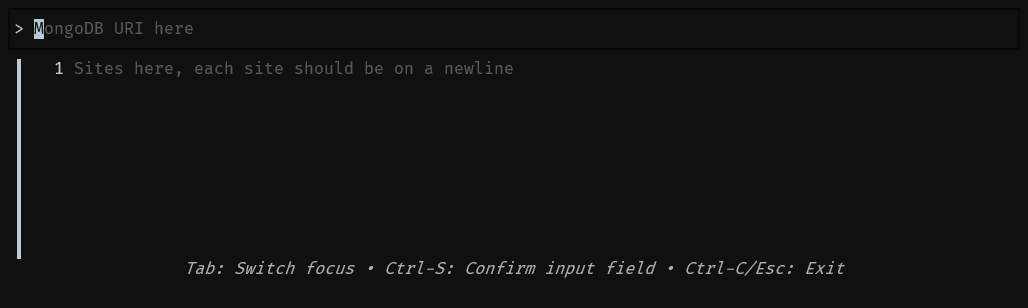 > MongoDB URI here
1 Sites here, each site should be on a newline
Tab: Switch focus • Ctrl-S: Confirm input field • Ctrl-C/Esc: Exit